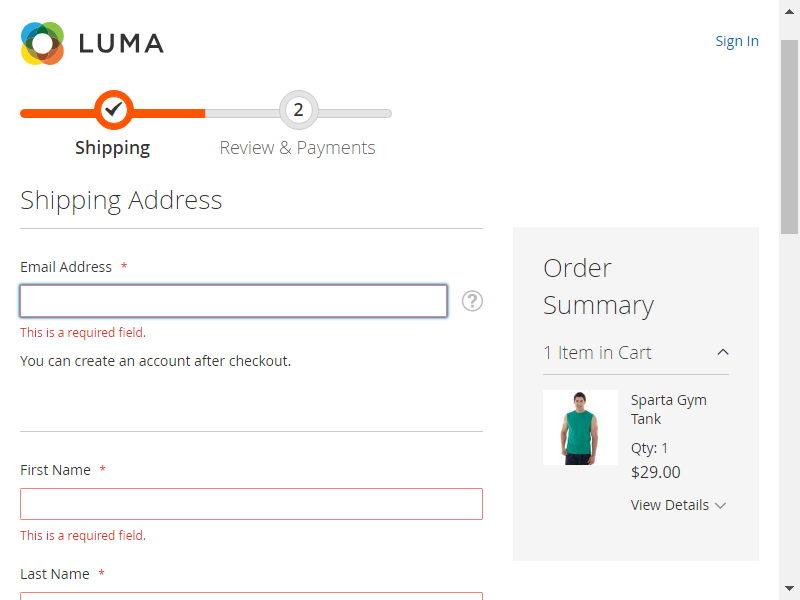 LUMA
Sign In
2
Shipping
Review & Payments
Shipping Address
Email Address *
?
This is a required field.
You can create an account after checkout.
First Name *
This is a required field.
Last Name *
Order
Summary
1 Item in Cart
Sparta Gym
Tank
Qty: 1
$29.00
View Details